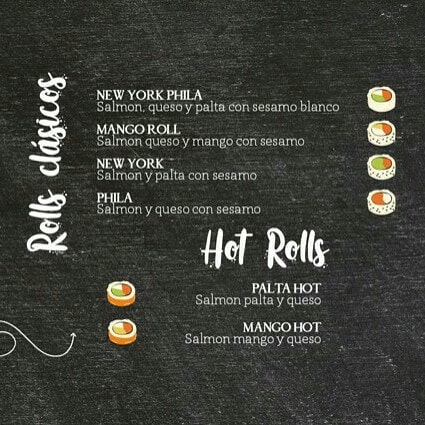 Rolls clásicos
NEW YORK PHILA
Salmon, queso y palta con sesamo blanco
MANGO ROLL
Salmon queso y mango con sesamo
NEW YORK
Salmon y palta con sesamo
PHILA
Salmon y queso con sesamo
Hot Rolls
PALTA HOT
Salmon palta y queso
MANGO HOT
Salmon mango y queso